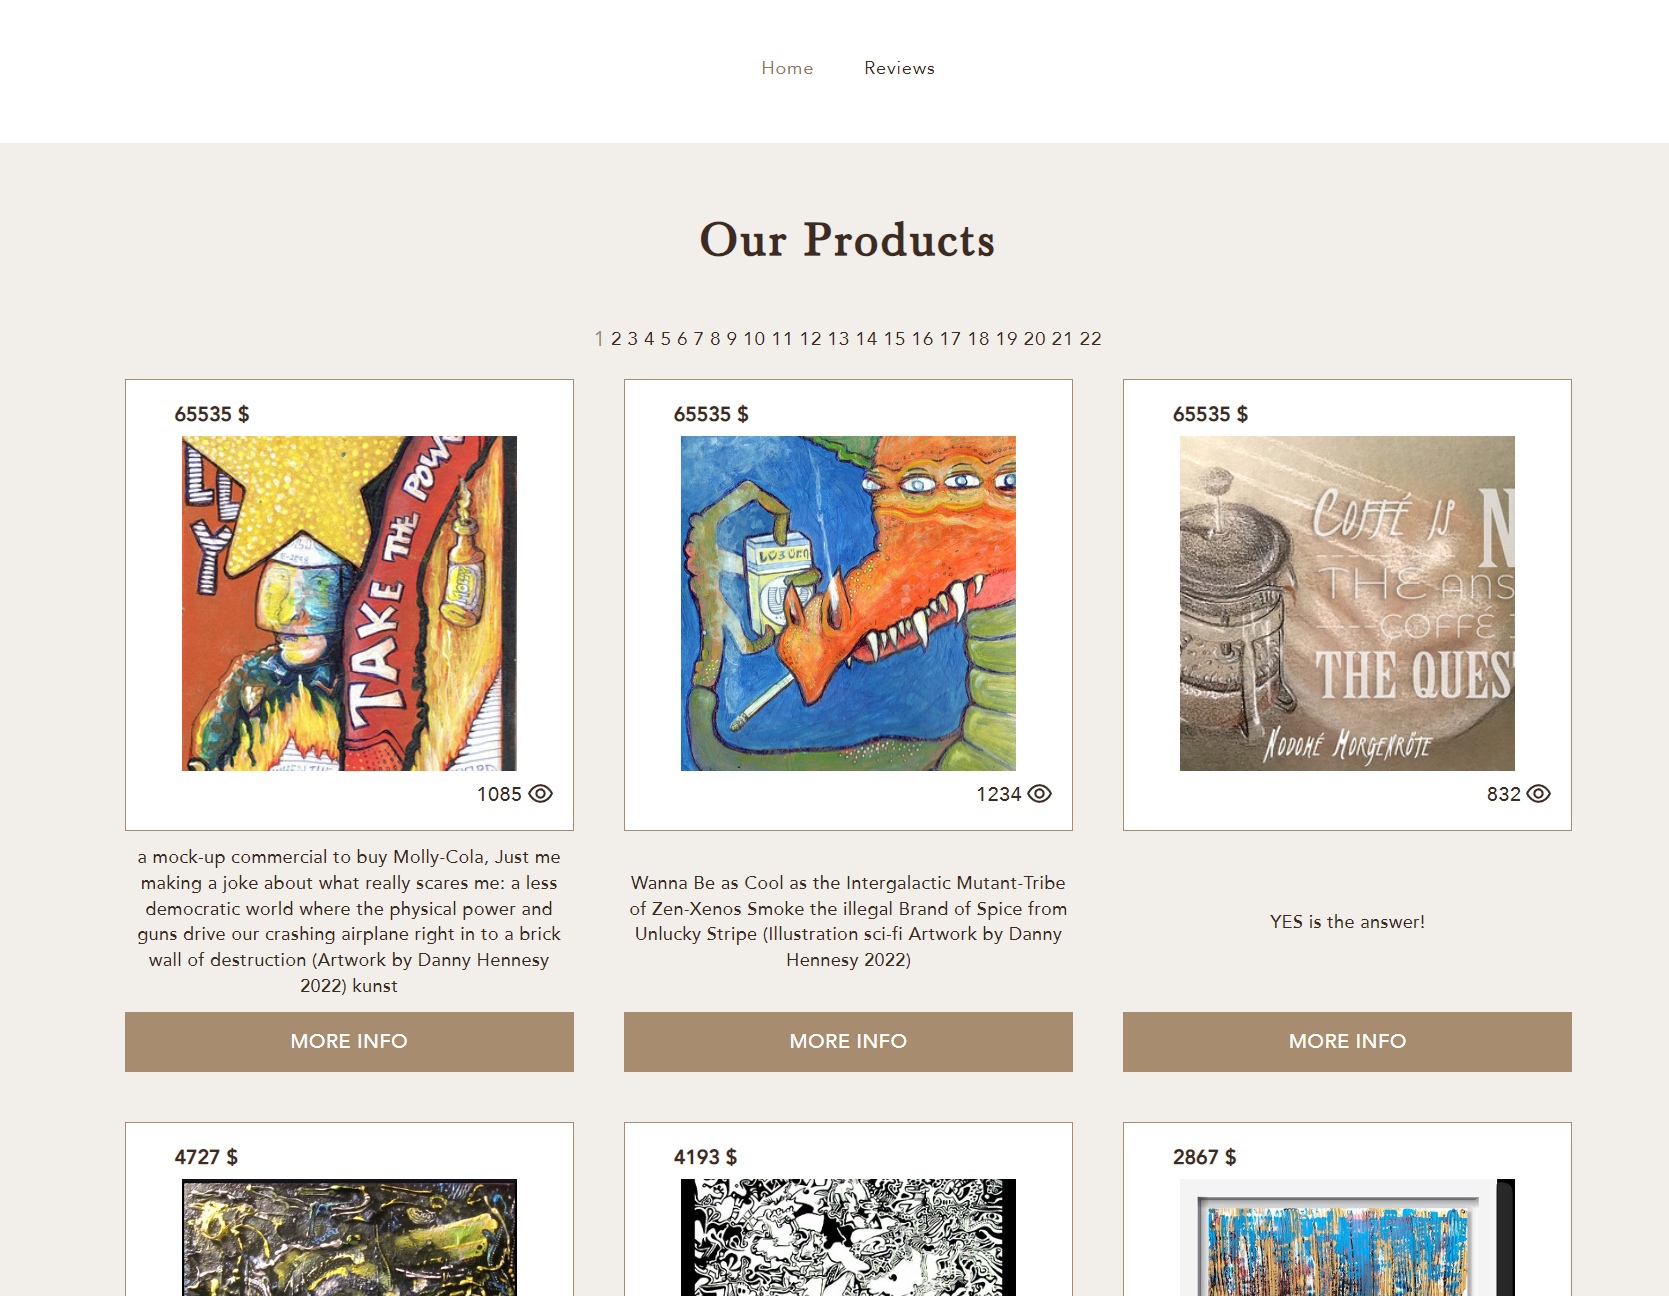 Home Reviews
Our Products
1 2 3 4 5 6 7 8 9 10 11 12 13 14 15 16 17 18 19 20 21 22
65535 $
TAKE THE POW
MOLLY
1085
a mock-up commercial to buy Molly-Cola, Just me
making a joke about what really scares me: a less
democratic world where the physical power and
guns drive our crashing airplane right in to a brick
wall of destruction (Artwork by Danny Hennesy
2022) kunst
MORE INFO
65535 $
1234
Wanna Be as Cool as the Intergalactic Mutant-Tribe
of Zen-Xenos Smoke the illegal Brand of Spice from
Unlucky Stripe (Illustration sci-fi Artwork by Danny
Hennesy 2022)
MORE INFO
65535 $
COFFÉ IS N
THE ANS
COFFÉ
THE QUES
NODOMÉ MORGENRÖTE
832
YES is the answer!
MORE INFO
4727 $
4193 $
2867 $